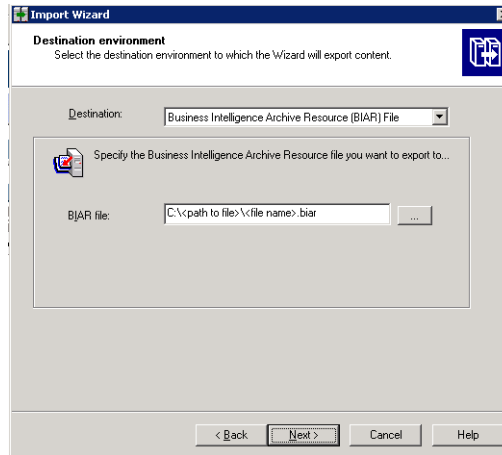 Import Wizard
Destination environment
Select the destination environment to which the Wizard will export content.
Destination:
Business Intelligence Archive Resource (BIAR) File
Specify the Business Intelligence Archive Resource file you want to export to...
BIAR file:
C:\<path to file>\<file name>.biar
...
< Back
Next >
Cancel
Help